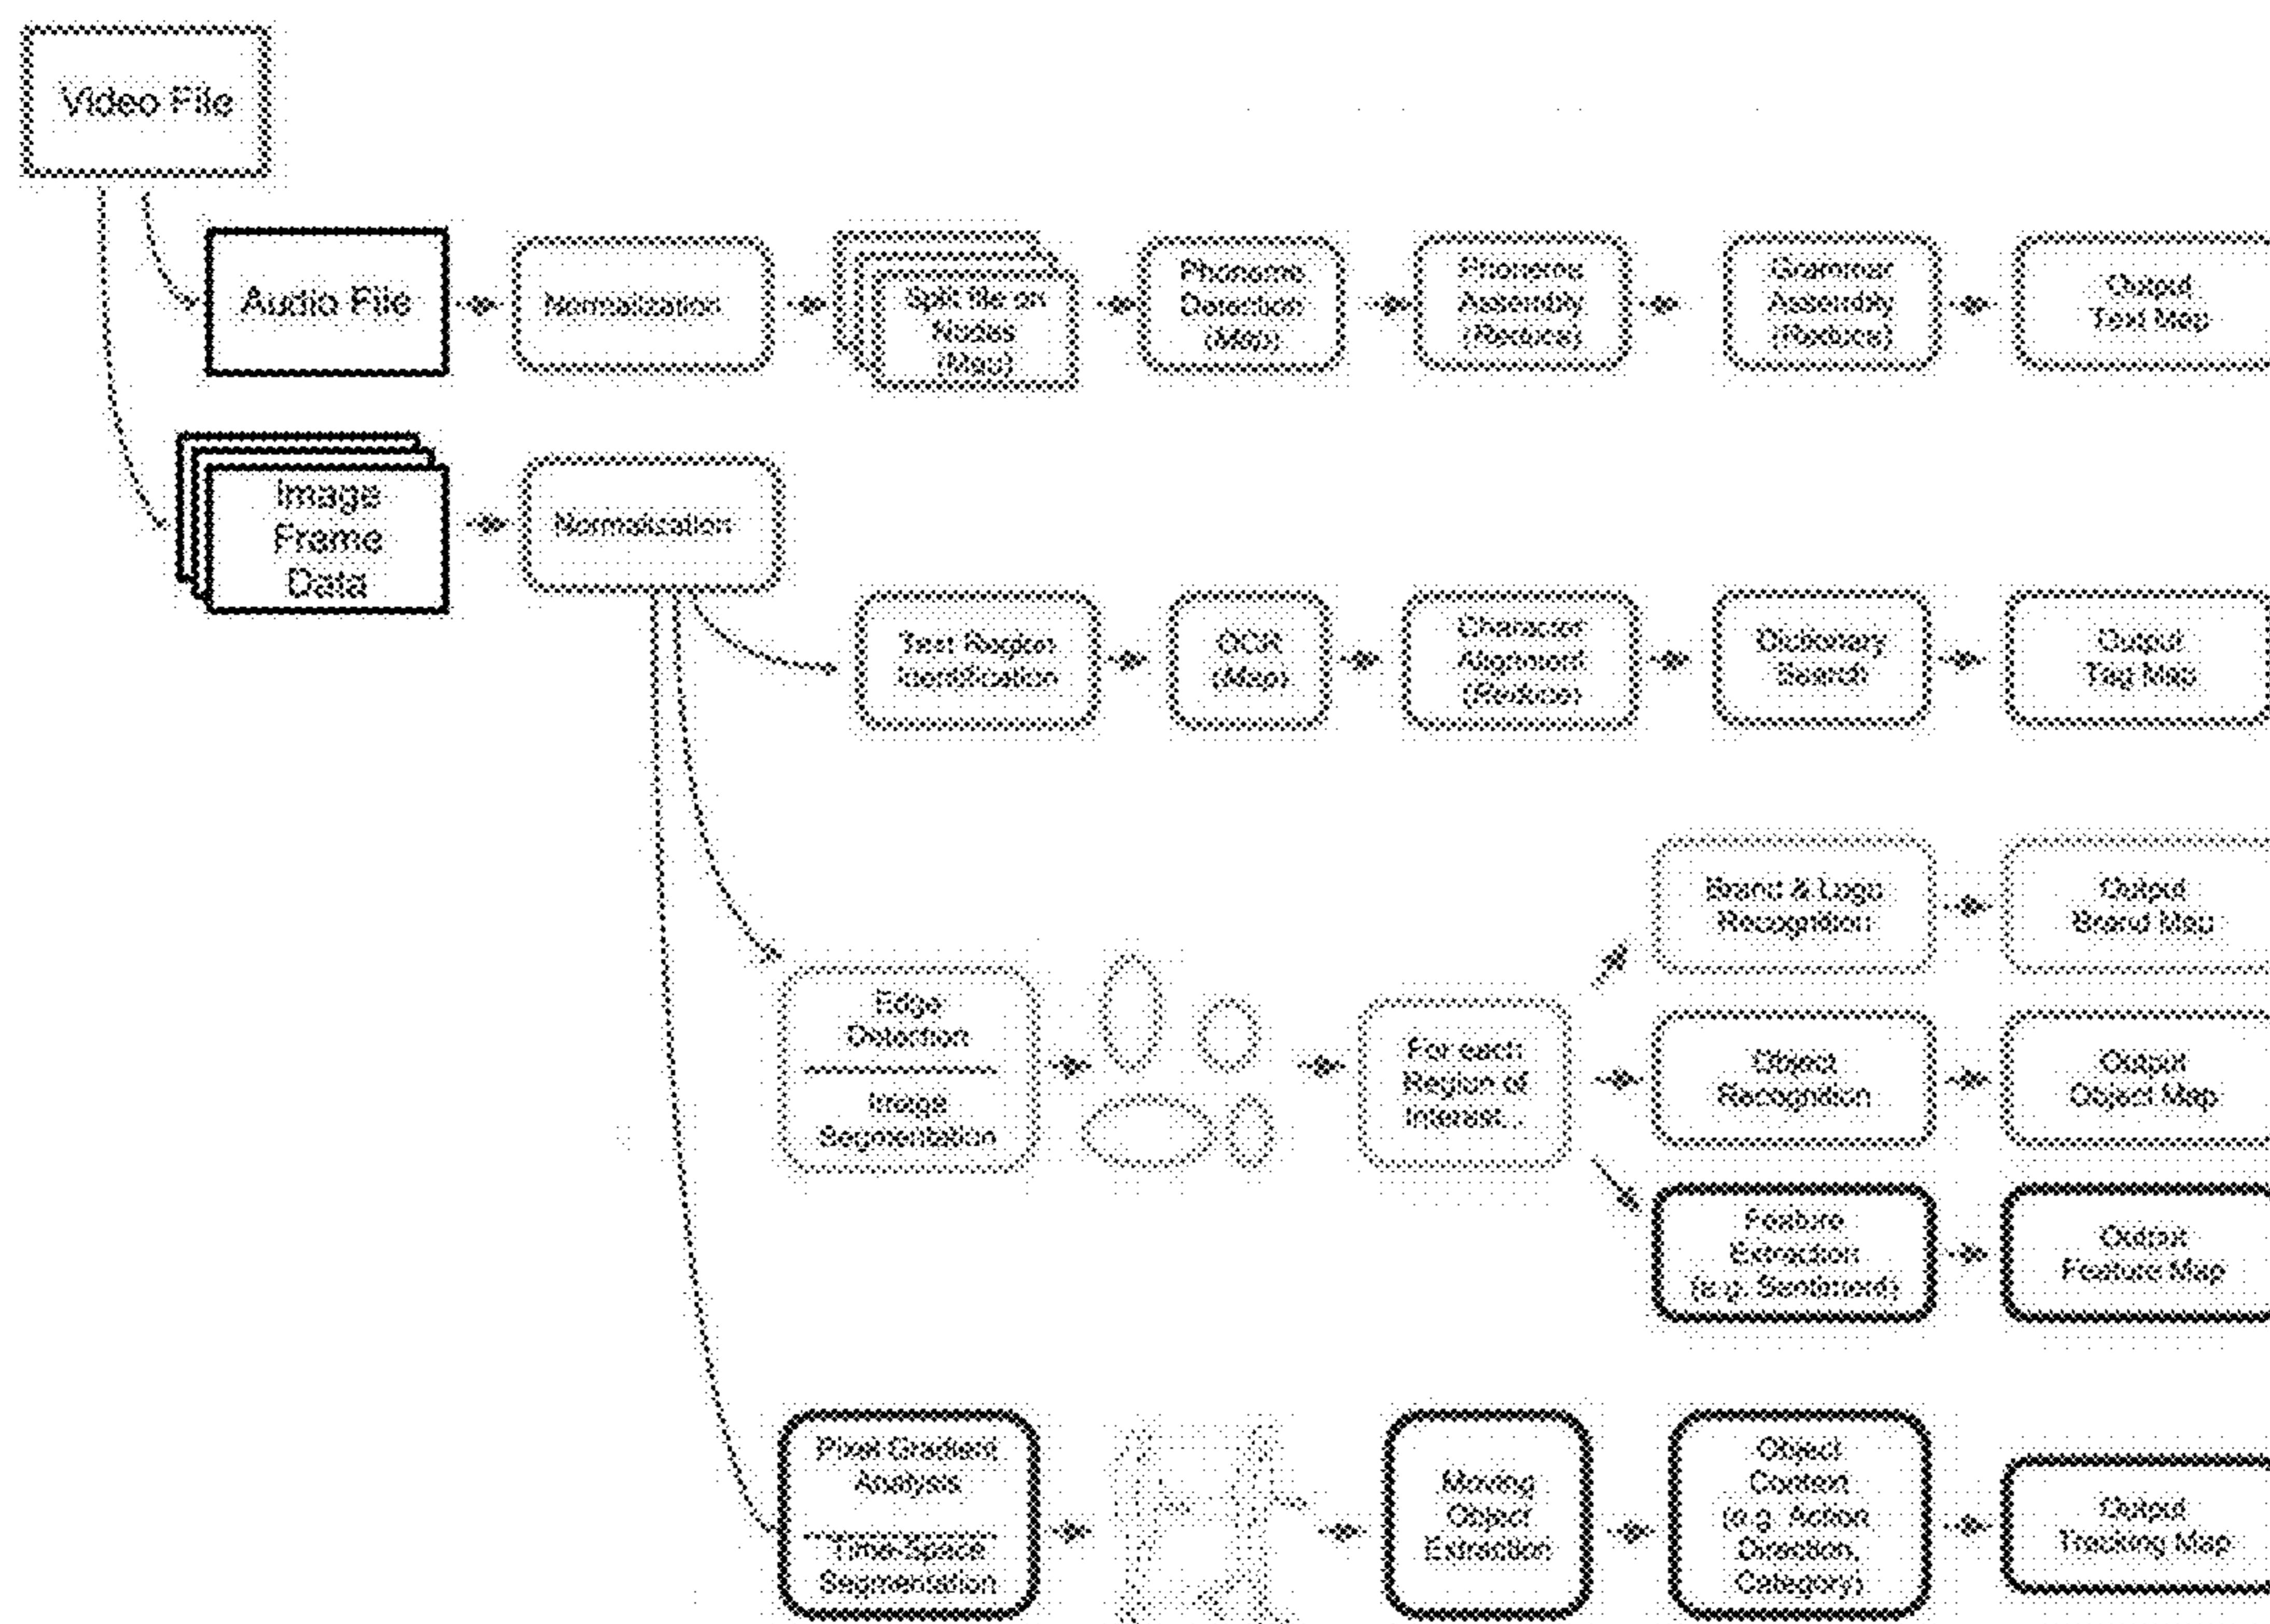 Video File
Audio File
Normalization
Split file on
Nodes
(Map)
Phoneme
Detection
(Map)
Phoneme
Assembly
(Reduce)
Grammar
Assembly
(Reduce)
Output
Text Map
Image
Frame
Data
Normalization
Text Region
Identification
OCR
(Map)
Character
Alignment
(Reduce)
Dictionary
Search
Output
Tag Map
Edge
Detection
Image
Segmentation
For each
Region of
Interest...
Brand & Logo
Recognition
Output
Brand Map
Object
Recognition
Output
Object Map
Feature
Extraction
(e.g. Sentiment)
Output
Feature Map
Pixel Gradient
Analysis
Time-Space
Segmentation
Moving
Object
Extraction
Object
Context
(e.g. Action
Direction,
Category)
Output
Tracking Map